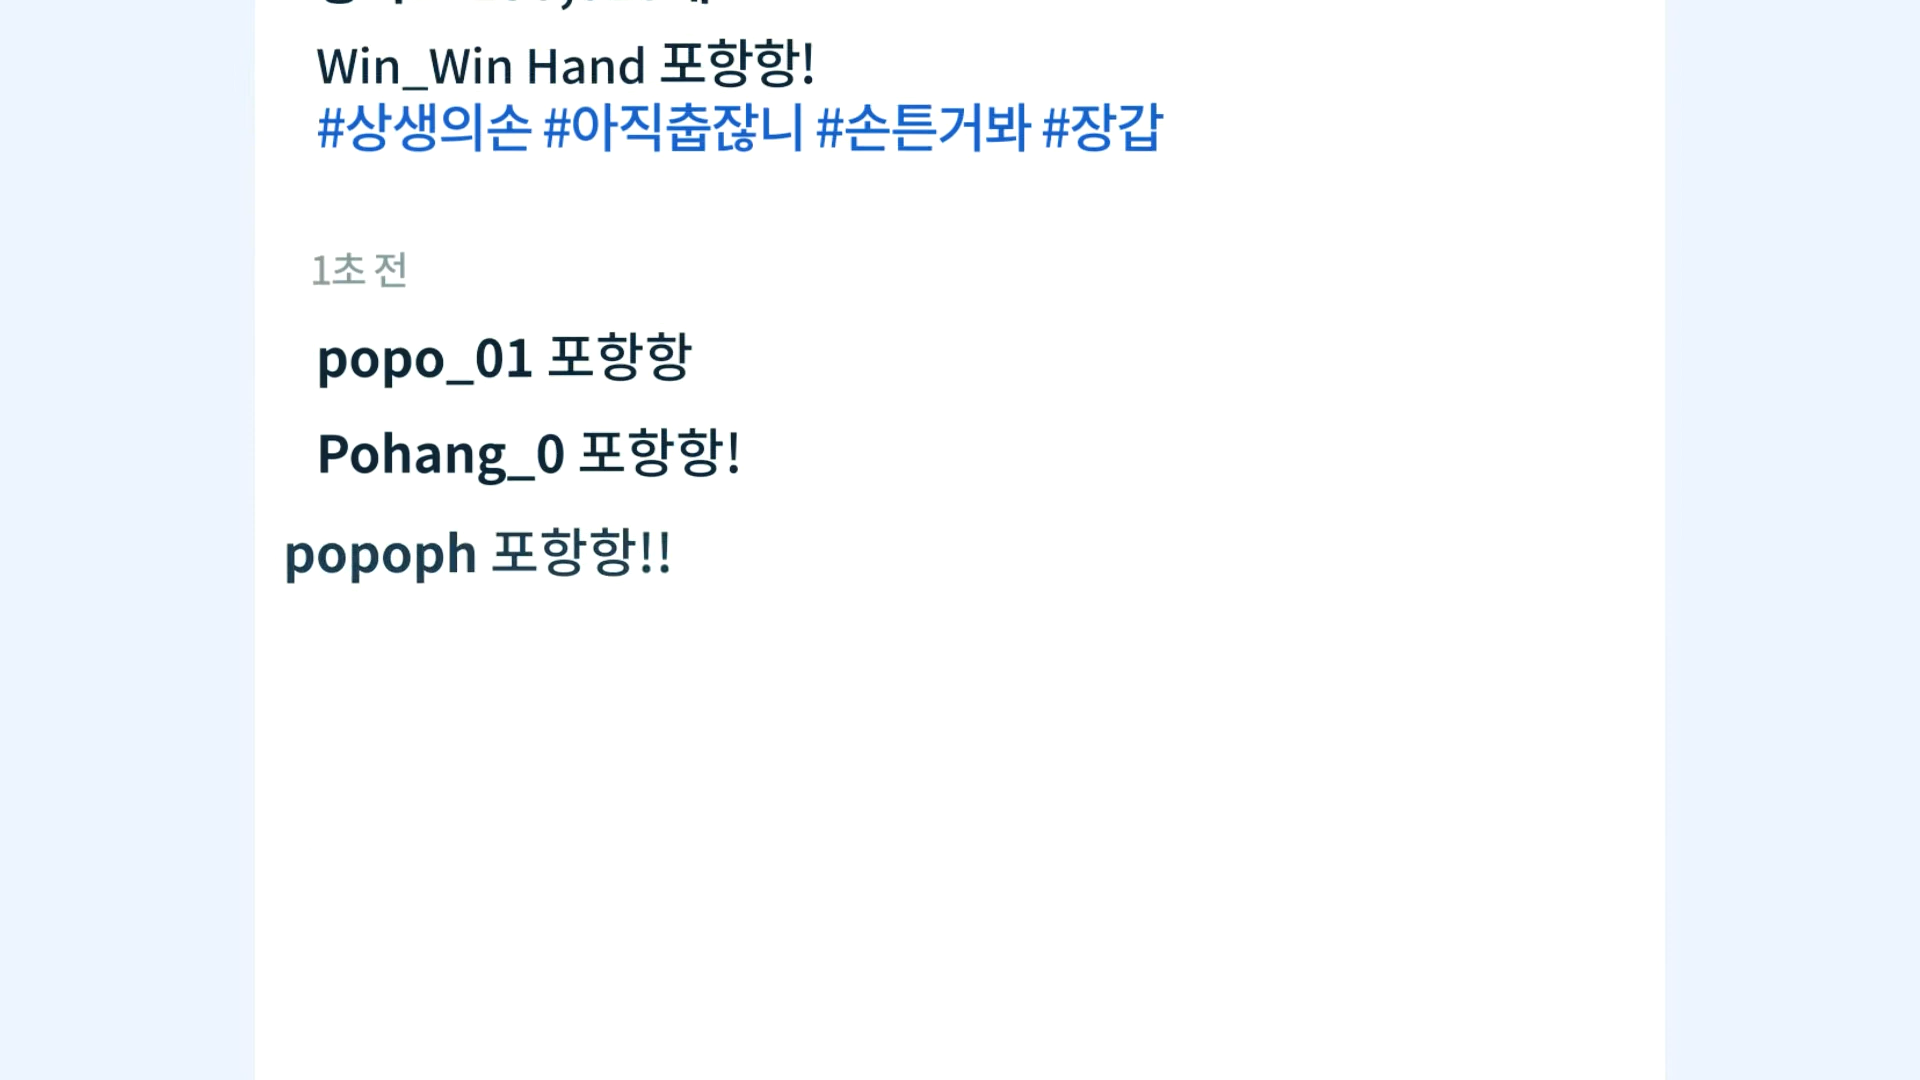 Win_Win Hand 포항항!
#상생의손 #아직춥잖니 #손튼거봐 #장갑
1초 전
popo_01 포항항
Pohang_0 포항항!
popoph 포항항!!